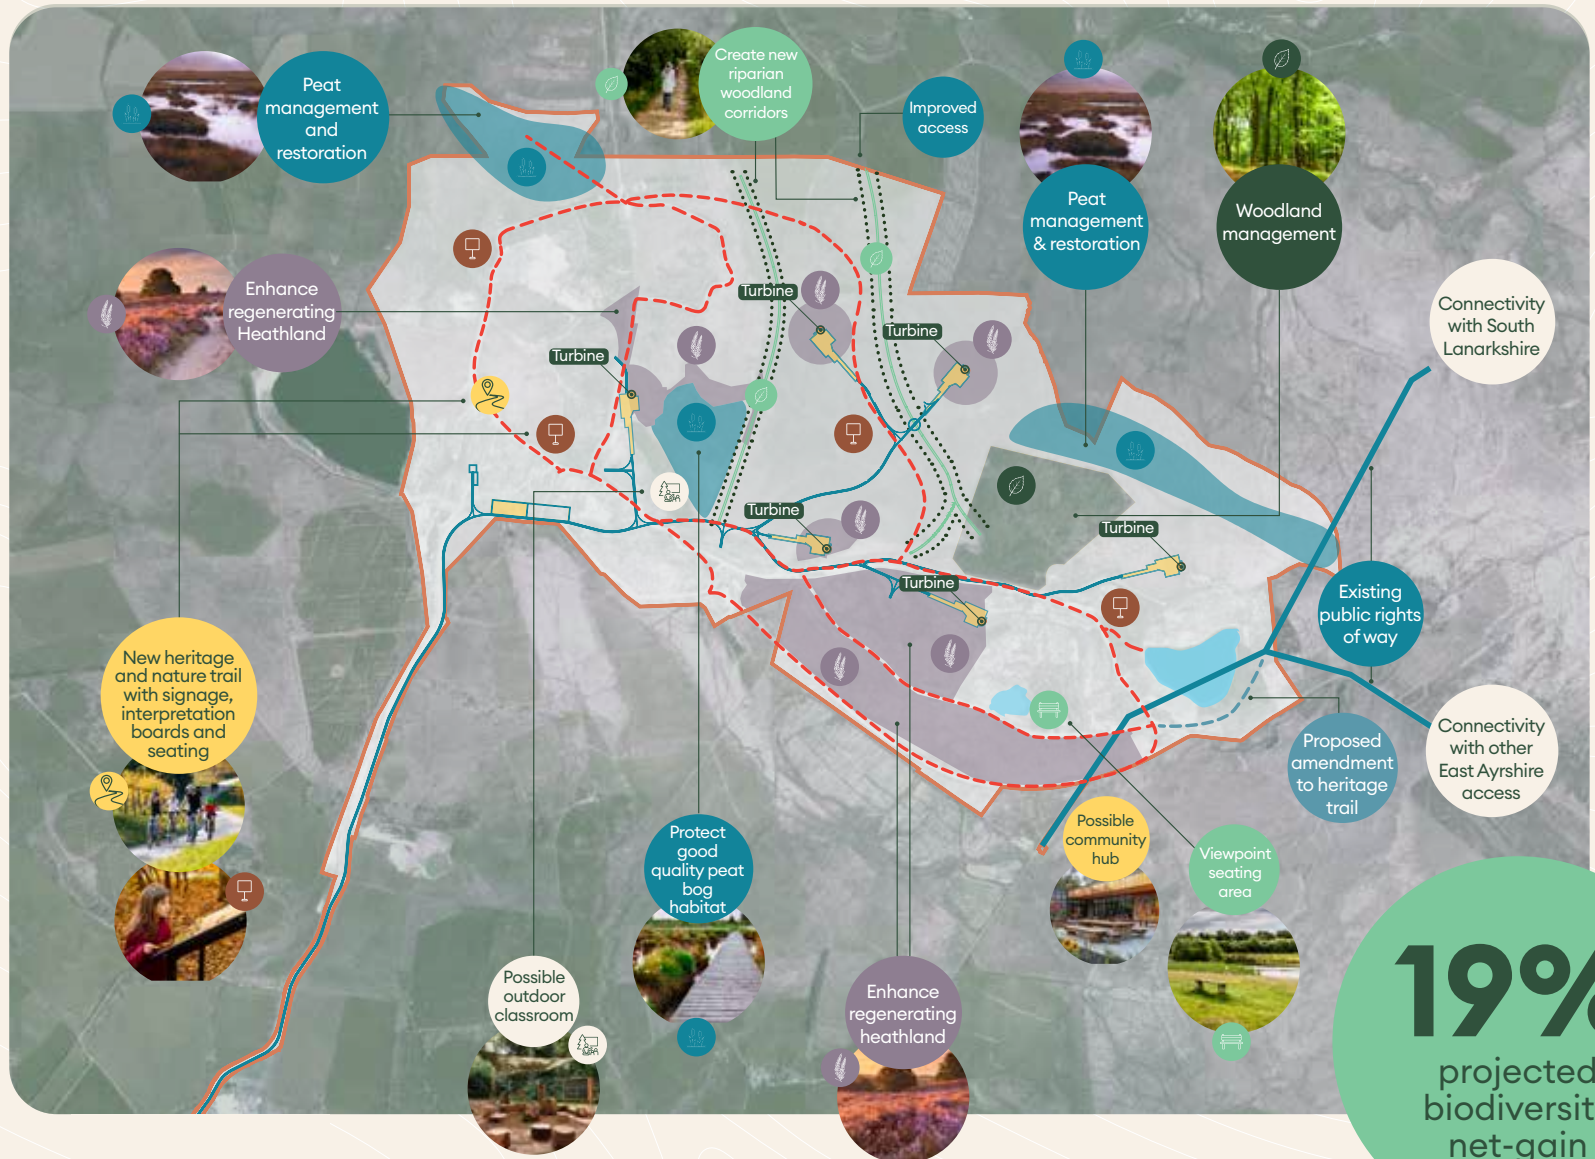 Peat
management
and
restoration
Create new
riparian
woodland
corridors
Improved
access
Peat
management
& restoration
Woodland
management
Enhance
regenerating
Heathland
Connectivity
with South
Lanarkshire
Turbine
Turbine
Turbine
Turbine
Turbine
Turbine
Existing
public rights
of way
New heritage
and nature trail
with signage,
interpretation
boards and
seating
Proposed
amendment
to heritage
trail
Connectivity
with other
East Ayrshire
access
Protect
good
quality peat
bog
habitat
Possible
community
hub
Viewpoint
seating
area
Possible
outdoor
classroom
Enhance
regenerating
heathland
19%
projected
biodiversit
net-gain